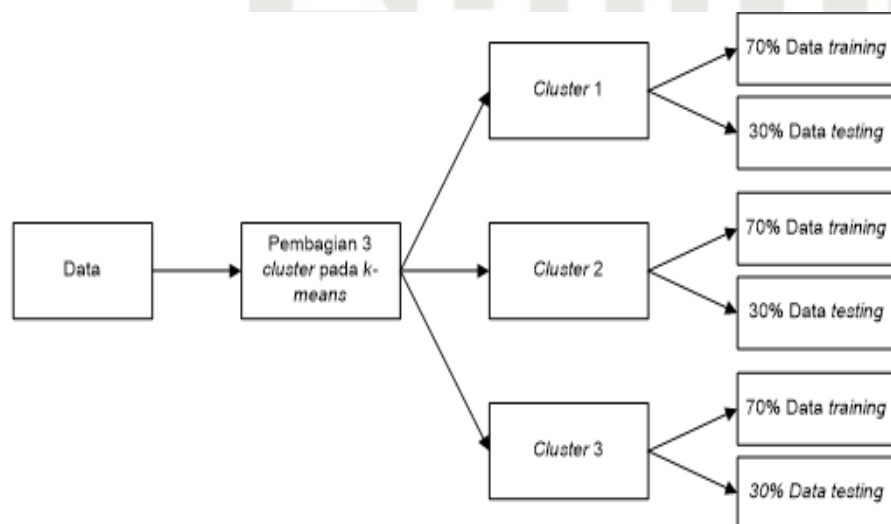 Data
Pembagian 3
cluster pada k-
means
Cluster 1
70% Data training
30% Data testing
Cluster 2
70% Data training
30% Data testing
Cluster 3
70% Data training
30% Data testing